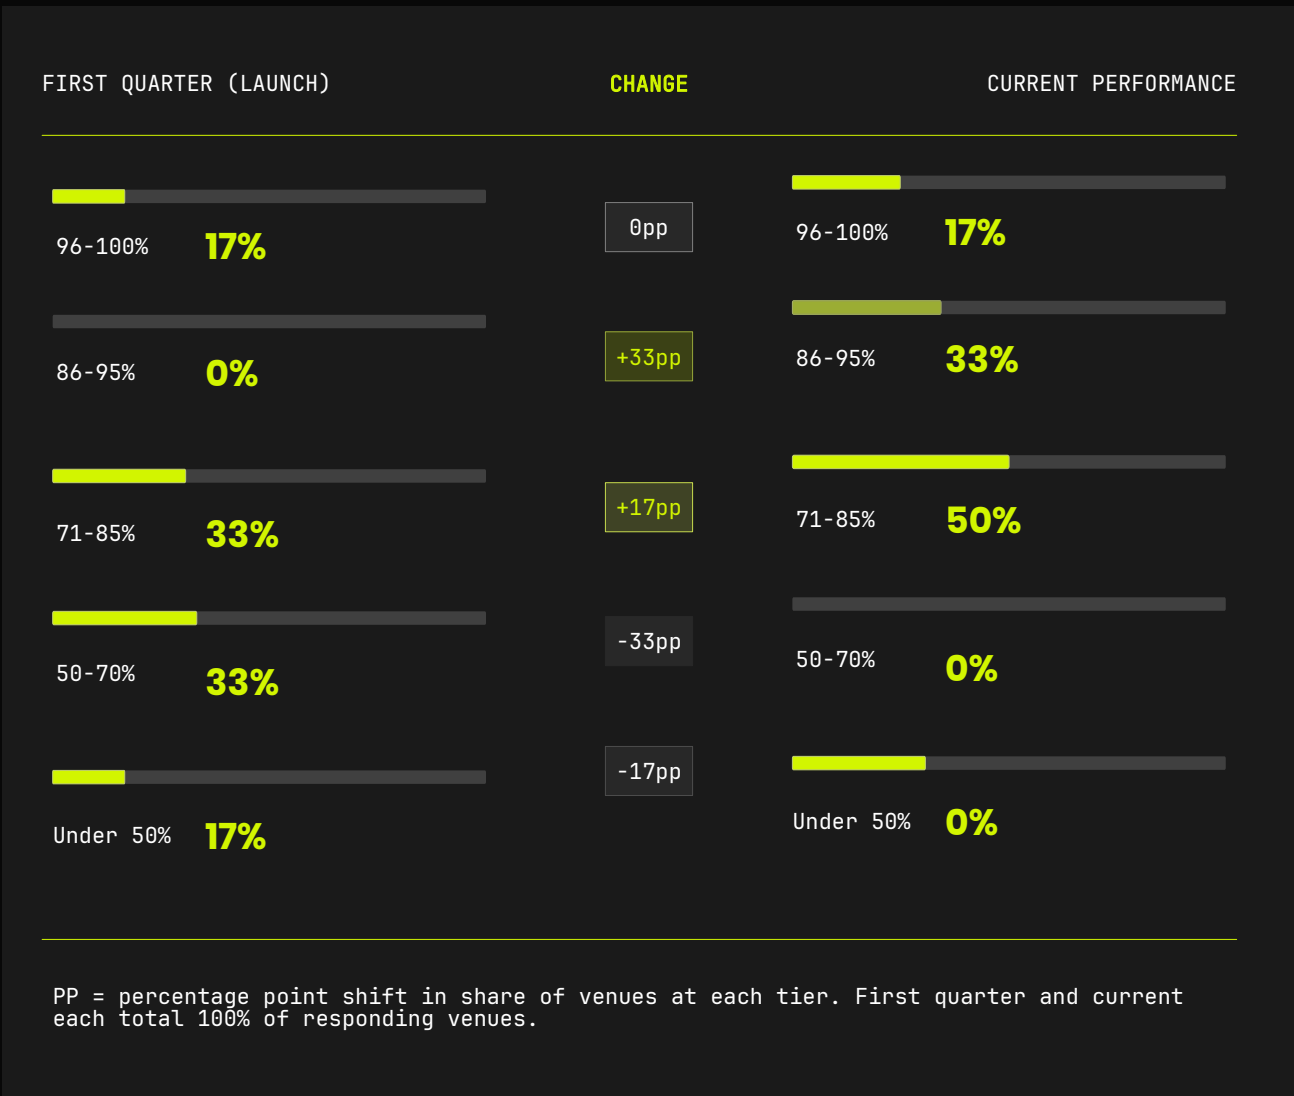 FIRST QUARTER (LAUNCH) CHANGE CURRENT PERFORMANCE
96-100% 17% 0pp 96-100% 17%
86-95% 0% +33pp 86-95% 33%
71-85% 33% +17pp 71-85% 50%
50-70% 33% -33pp 50-70% 0%
Under 50% 17% -17pp Under 50% 0%
PP = percentage point shift in share of venues at each tier. First quarter and current
each total 100% of responding venues.